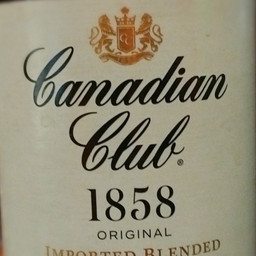 Canadian
Club®
1858
ORIGINAL
IMPORTED BLENDED